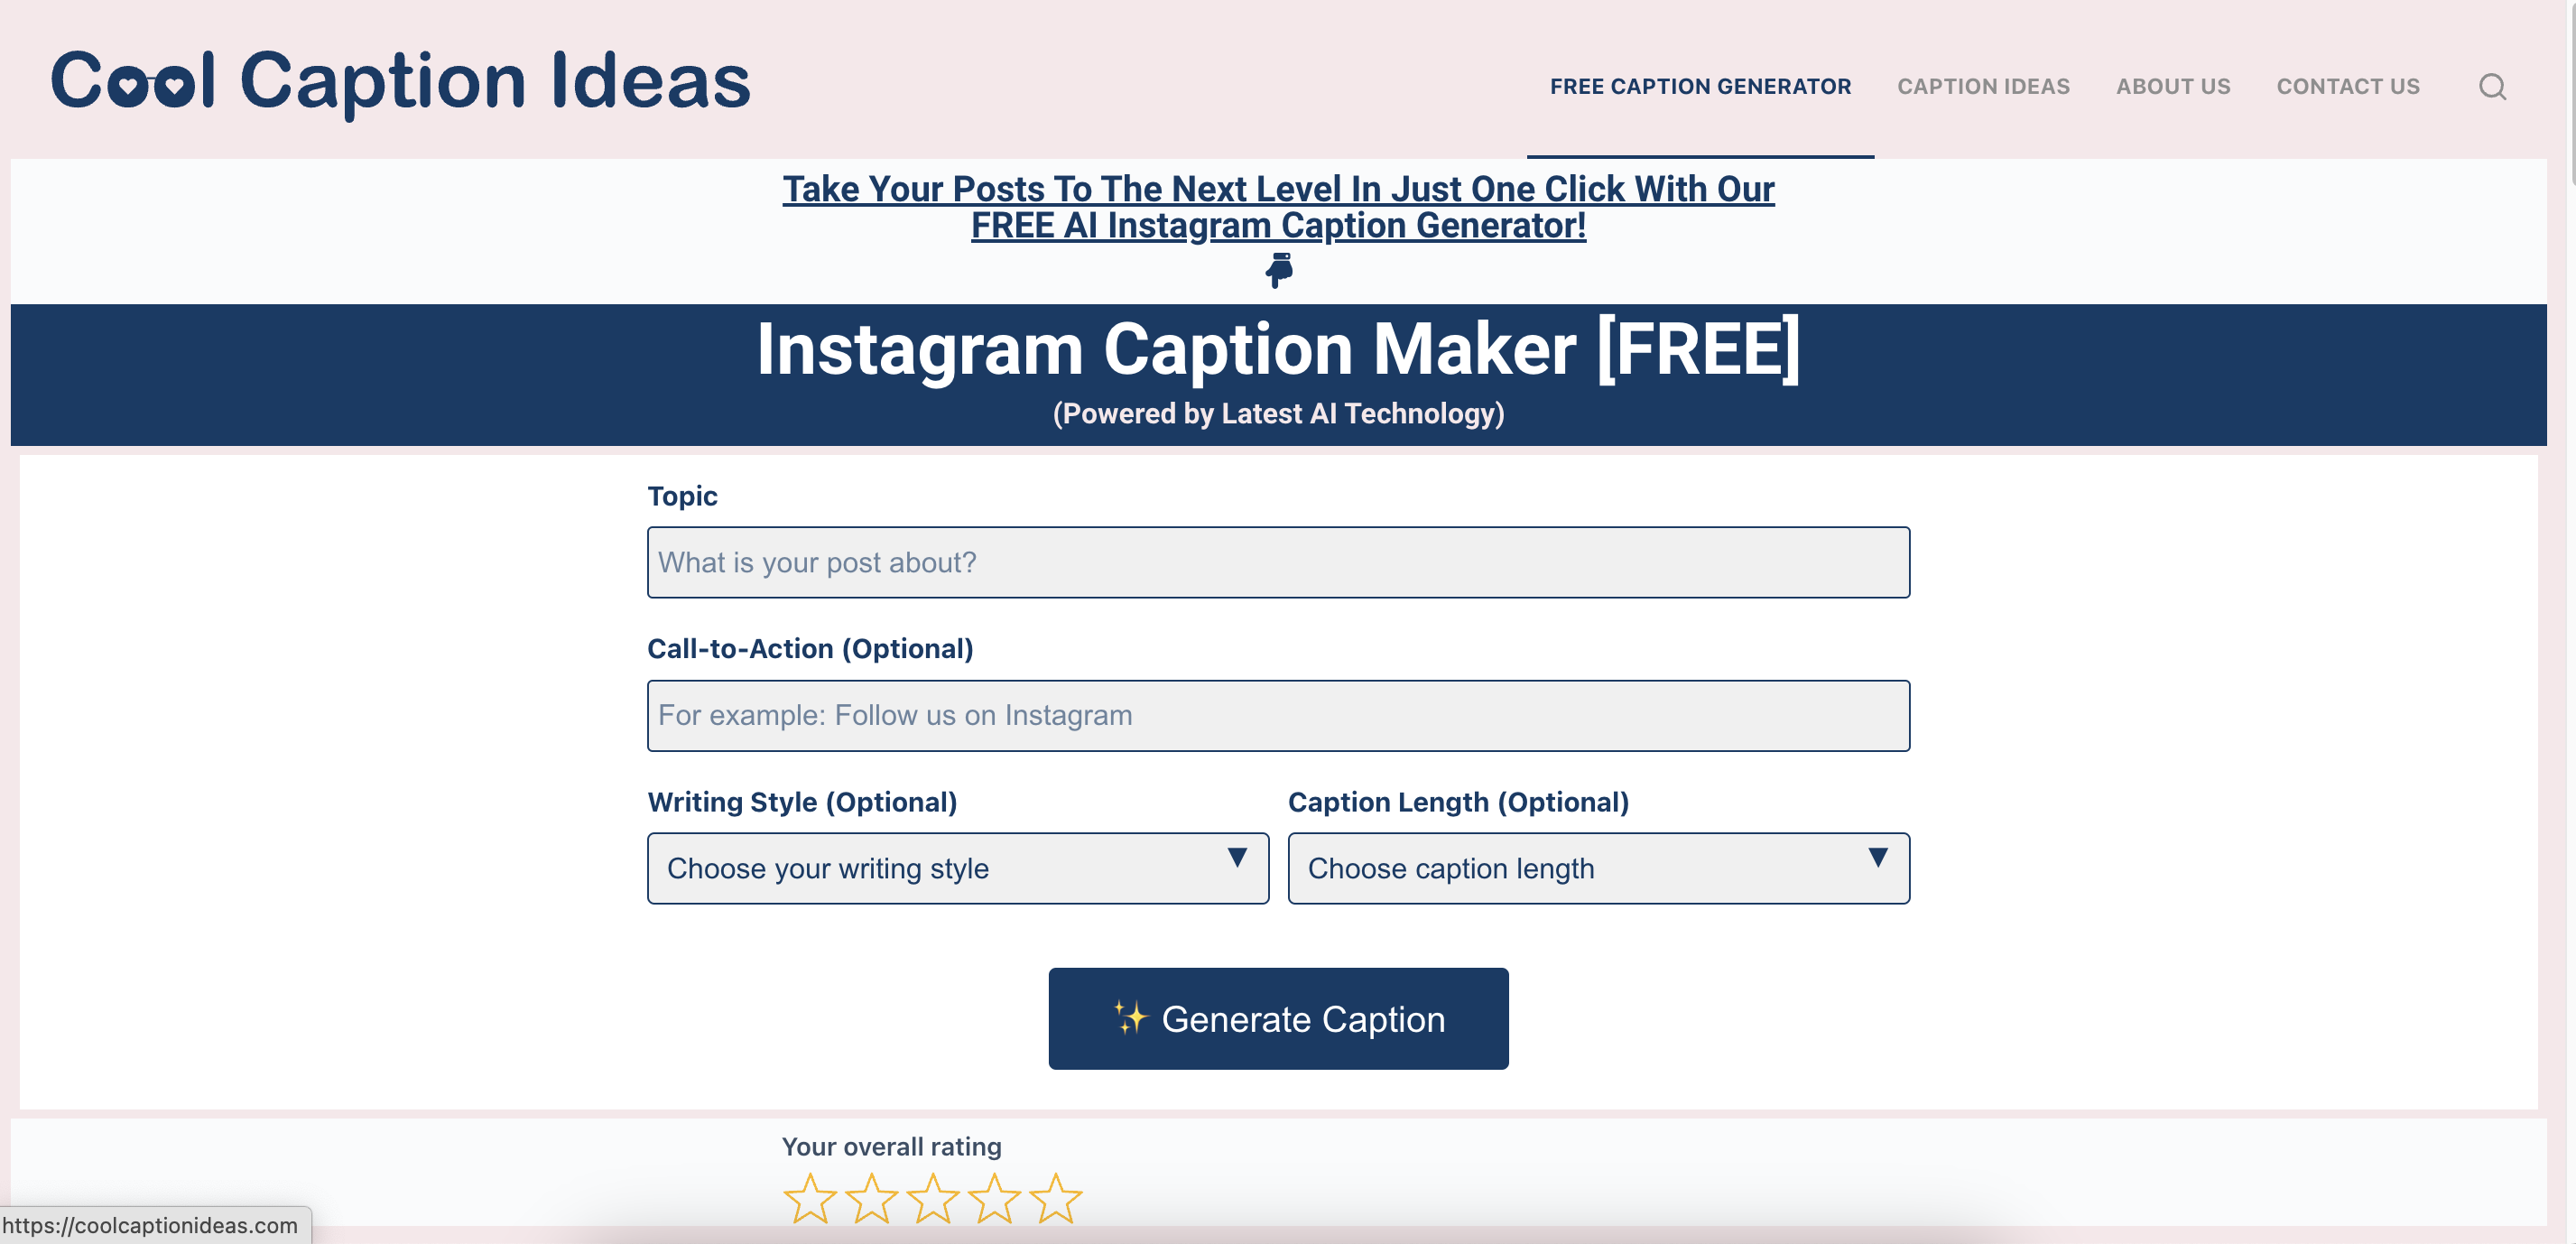 Cool Caption Ideas
FREE CAPTION GENERATOR
CAPTION IDEAS
ABOUT US
CONTACT US
Take Your Posts To The Next Level In Just One Click With Our
FREE AI Instagram Caption Generator!
Instagram Caption Maker [FREE]
(Powered by Latest AI Technology)
Topic
What is your post about?
Call-to-Action (Optional)
For example: Follow us on Instagram
Writing Style (Optional)
Choose your writing style
Caption Length (Optional)
Choose caption length
✨ Generate Caption
Your overall rating
https://coolcaptionideas.com